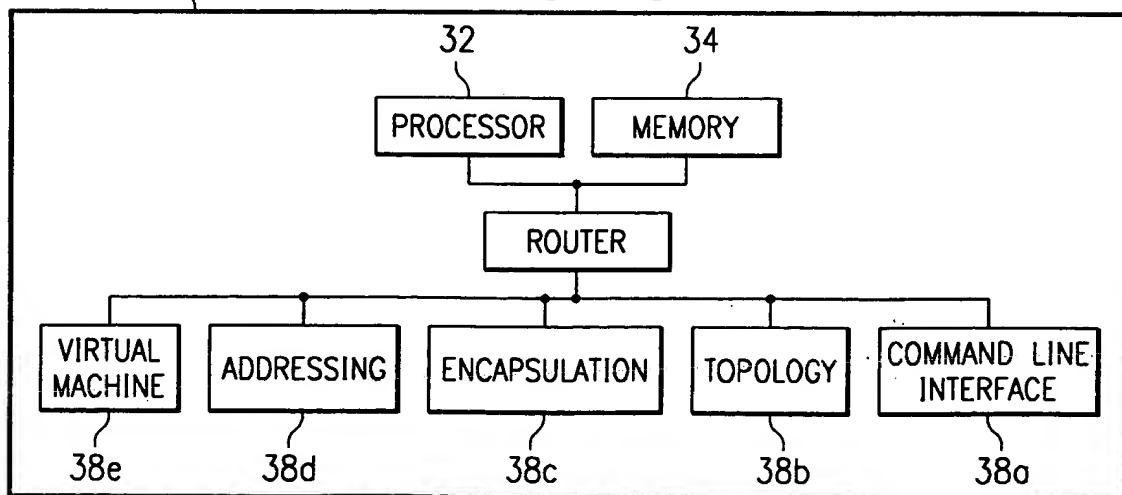 32
34
PROCESSOR
MEMORY
ROUTER
VIRTUAL
MACHINE
ADDRESSING
ENCAPSULATION
TOPOLOGY
COMMAND LINE
INTERFACE
38e
38d
38c
38b
38a